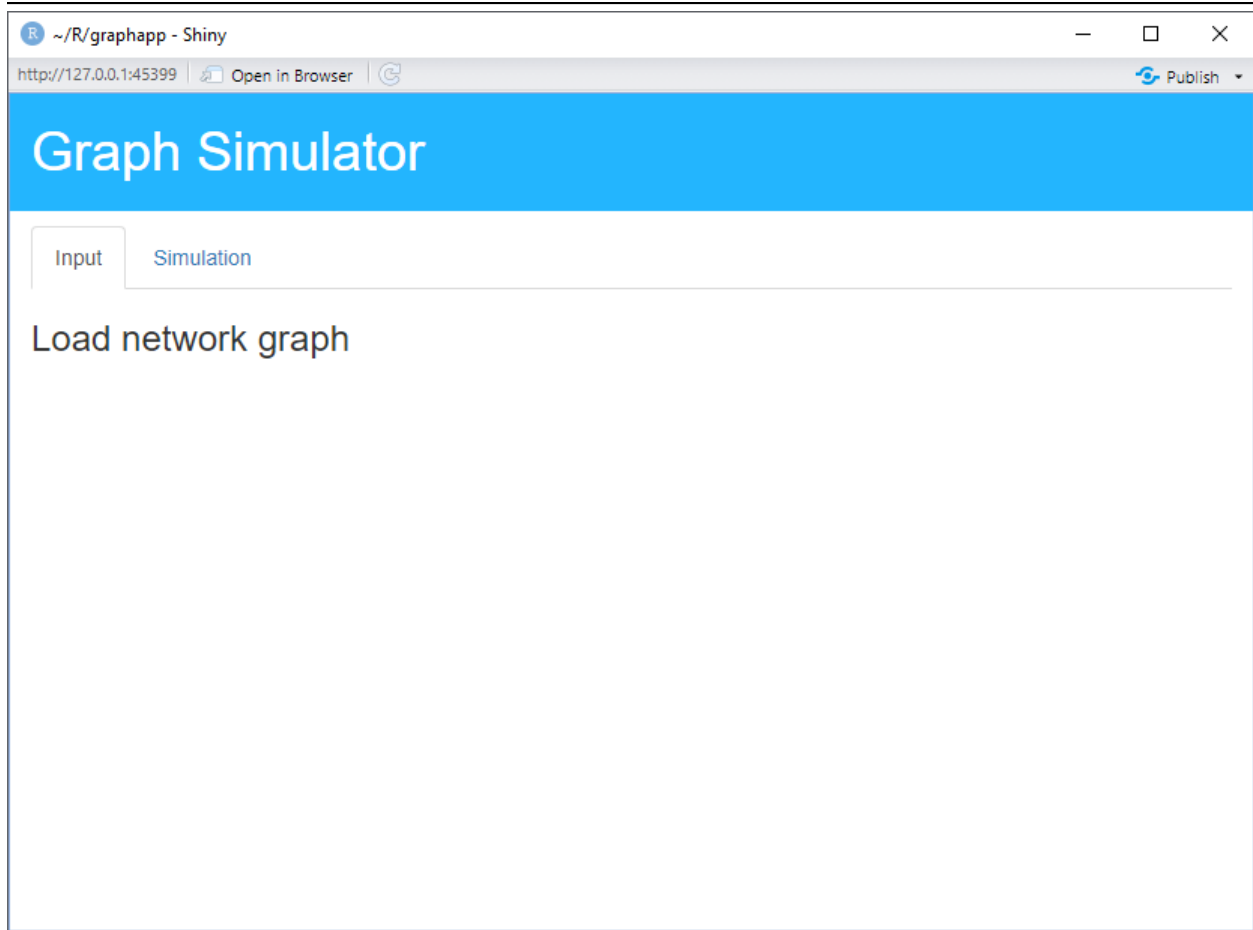 R ~/R/graphapp - Shiny
http://127.0.0.1:45399 Open in Browser Publish
Graph Simulator
Input Simulation
Load network graph